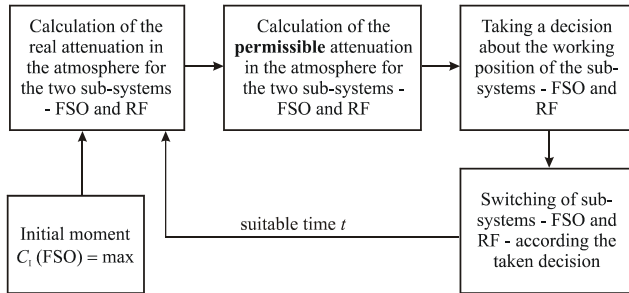 Calculation of the
real attenuation in
the atmosphere for
the two sub-systems
- FSO and RF
Calculation of the
permissible attenuation
in the atmosphere for
the two sub-systems -
FSO and RF
Taking a decision
about the working
position of the sub-
systems - FSO and
RF
Initial moment
C₁ (FSO) = max
suitable time t
Switching of sub-
systems - FSO and
RF - according the
taken decision